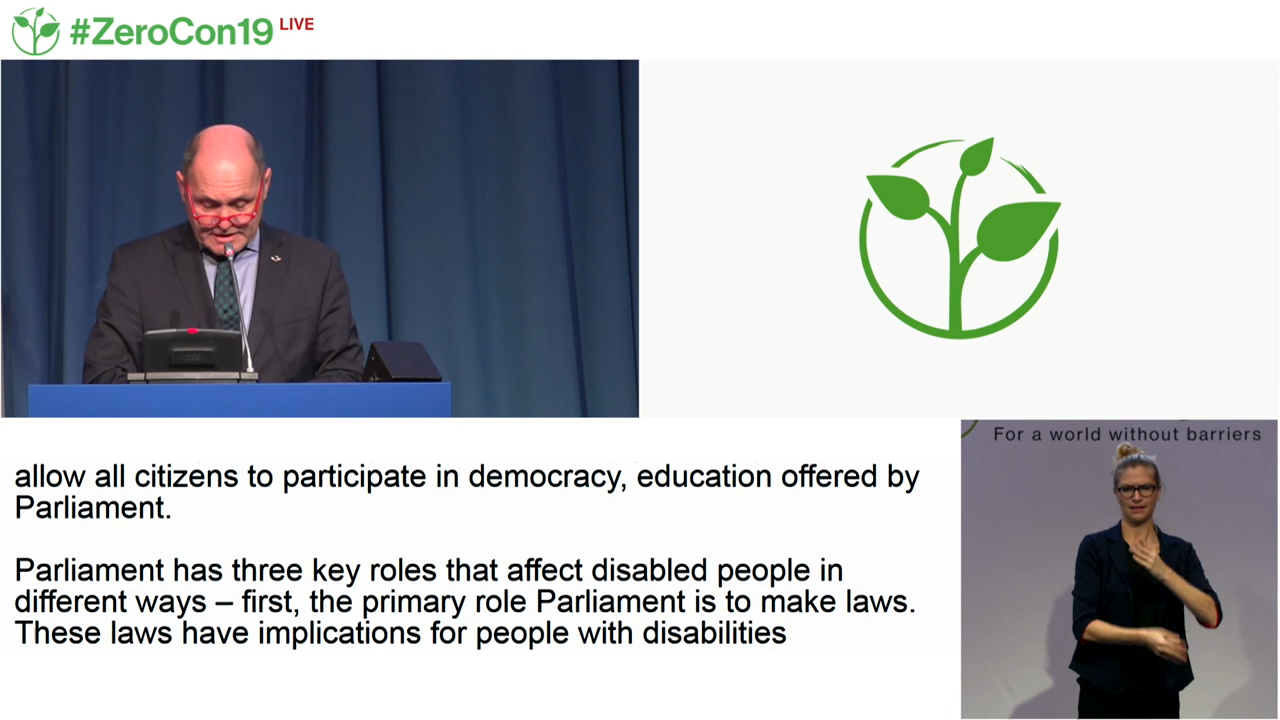 #ZeroCon19 LIVE
allow all citizens to participate in democracy, education offered by
Parliament.
Parliament has three key roles that affect disabled people in
different ways – first, the primary role Parliament is to make laws.
These laws have implications for people with disabilities
For a world without barriers